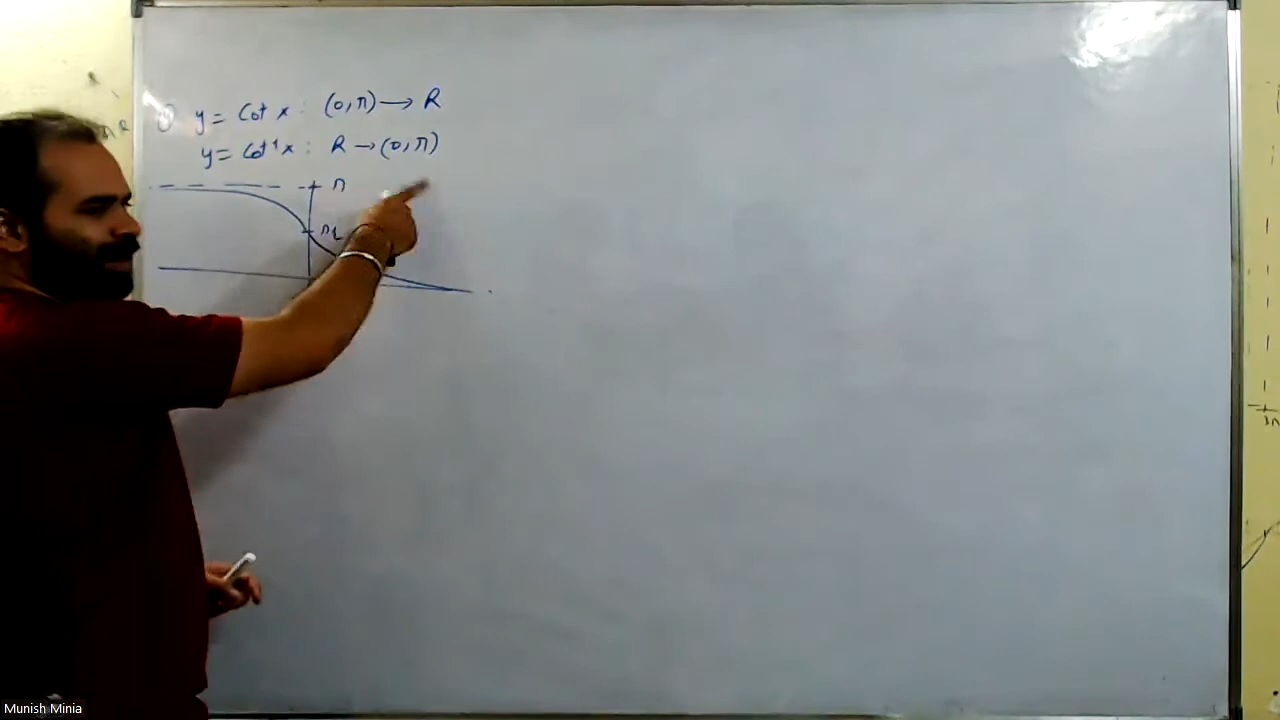 y = Cot x : (0, π) → R
y = Cot⁻¹x : R → (0, π)
π
Munish Minia